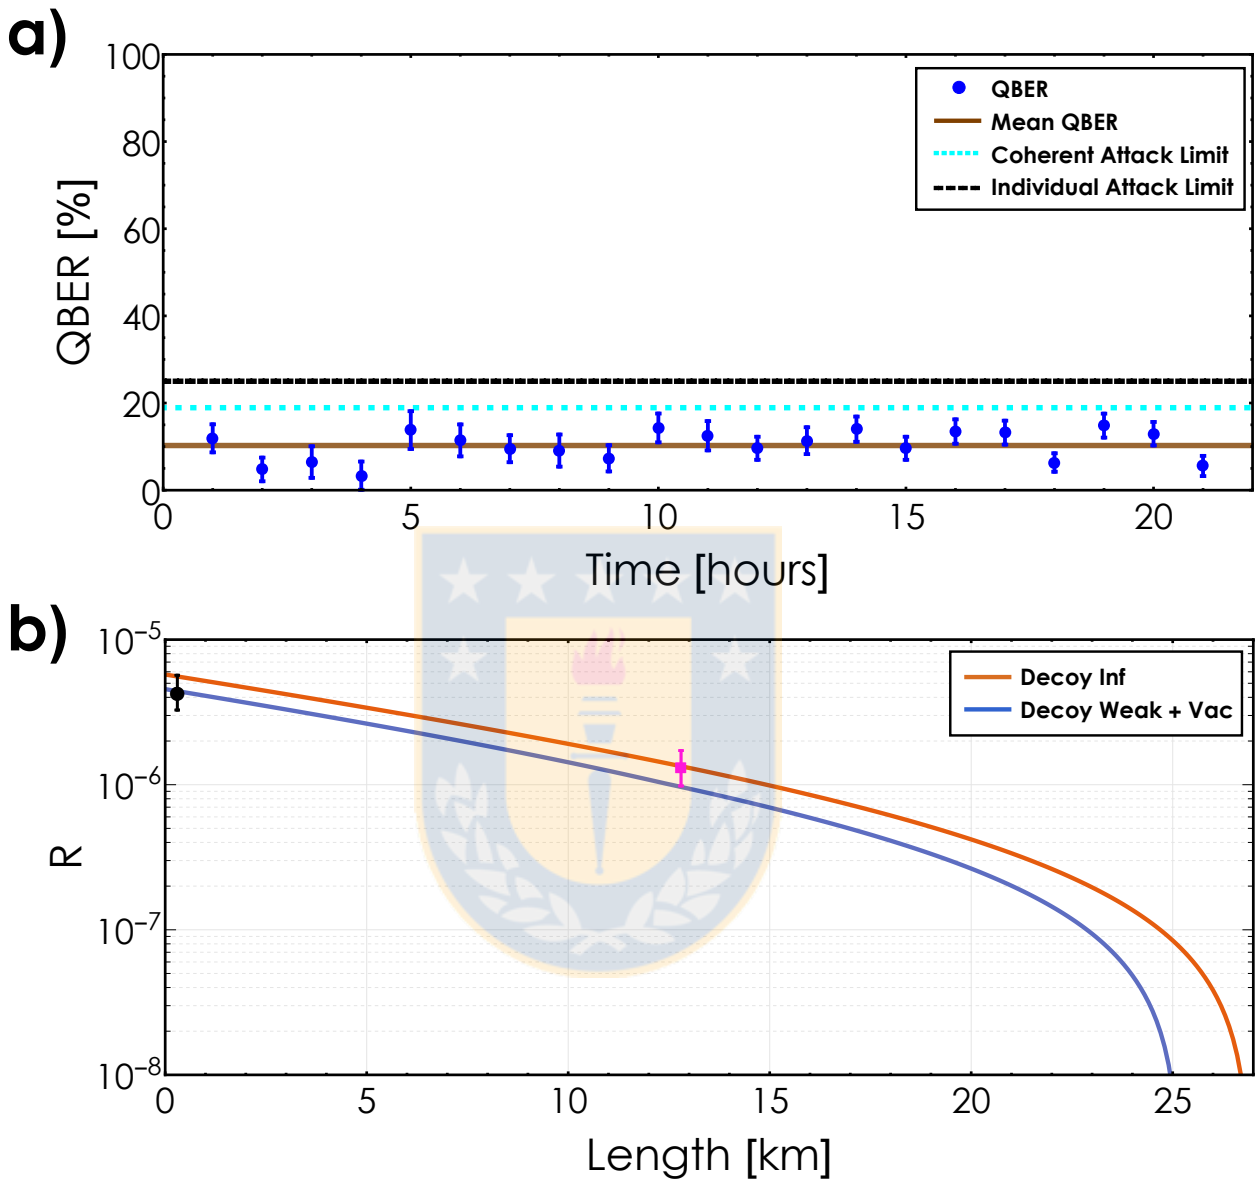 a)
100
80
60
40
20
0
QBER [%]
QBER
Mean QBER
Coherent Attack Limit
Individual Attack Limit
0 5 10 15 20
Time [hours]
b)
10⁻⁵
10⁻⁶
10⁻⁷
10⁻⁸
R
Decoy Inf
Decoy Weak + Vac
0 5 10 15 20 25
Length [km]